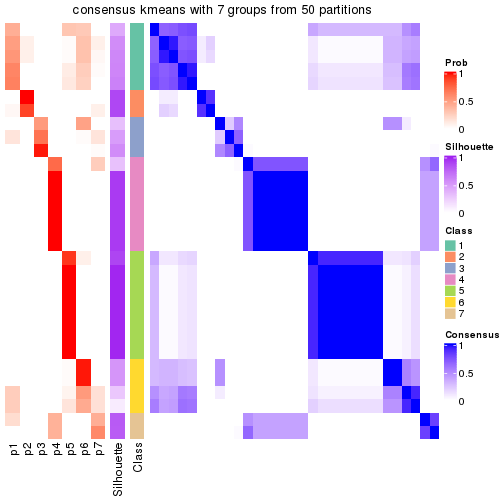 consensus kmeans with 7 groups from 50 partitions
Prob
1
0.5
0
Silhouette
1
0.5
0
Class
1
2
3
4
5
6
7
Consensus
1
0.5
0
p1
p2
p3
p4
p5
p6
p7
Silhouette
Class